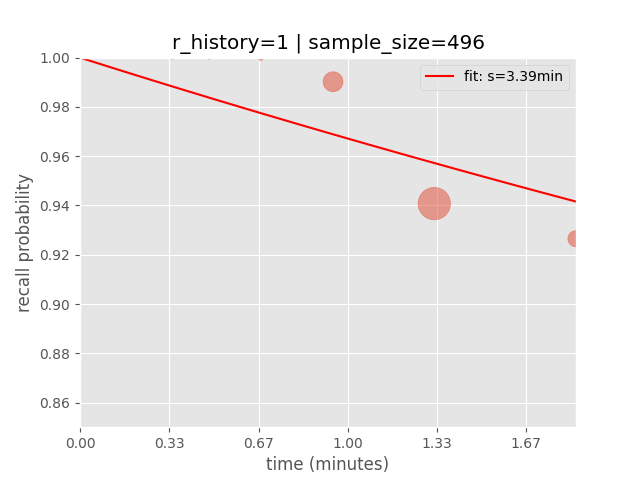 r_history=1 | sample_size=496
fit: s=3.39min
1.00
0.98
0.96
0.94
0.92
0.90
0.88
0.86
recall probability
0.00 0.33 0.67 1.00 1.33 1.67
time (minutes)